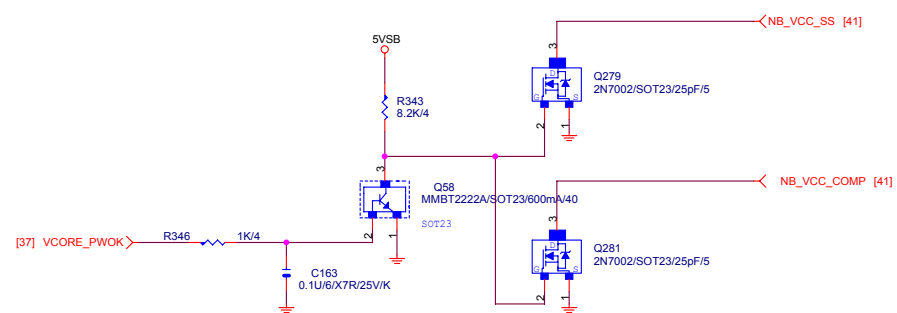 NB_VCC_SS [41]
5VSB
3
Q279
2N7002/SOT23/25pF/5
D
G
S
R343
8.2K/4
2
1
3
Q58
MMBT2222A/SOT23/600mA/40
SOT23
NB_VCC_COMP [41]
3
2
1
[37] VCORE_PWOK
R346
1K/4
Q281
2N7002/SOT23/25pF/5
D
G
S
C163
0.1U/6/X7R/25V/K
2
1